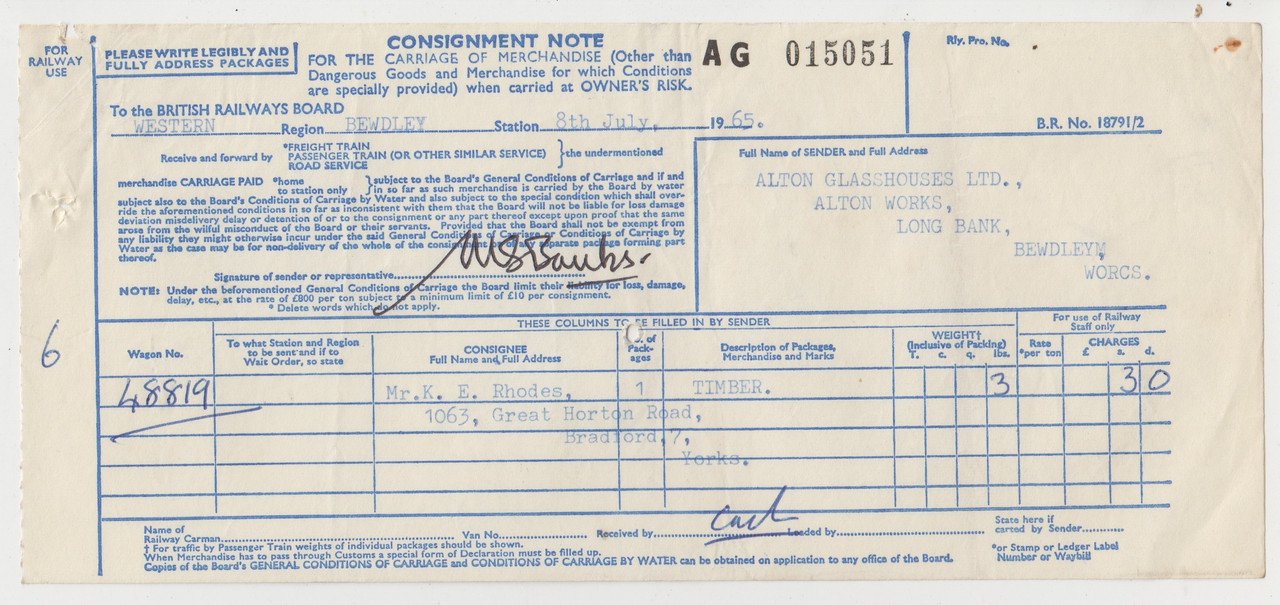 FOR
RAILWAY
USE
PLEASE WRITE LEGIBLY AND
FULLY ADDRESS PACKAGES
CONSIGNMENT NOTE
FOR THE CARRIAGE OF MERCHANDISE (Other than
Dangerous Goods and Merchandise for which Conditions
are specially provided) when carried at OWNER'S RISK.
AG 015051
Rly. Pro. No.
B.R. No. 18791/2
To the BRITISH RAILWAYS BOARD
WESTERN Region BEWDLEY Station 8th July, 1965.
Receive and forward by
*FREIGHT TRAIN
PASSENGER TRAIN (OR OTHER SIMILAR SERVICE)
ROAD SERVICE
}the undermentioned
merchandise CARRIAGE PAID *home
to station only
}subject to the Board's General Conditions of Carriage and if and
in so far as such merchandise is carried by the Board by water
subject also to the Board's Conditions of Carriage by Water and also subject to the special condition which shall over-
ride the aforementioned conditions in so far as inconsistent with them that the Board will not be liable for loss damage
deviation misdelivery delay or detention of or to the consignment or any part thereof except upon proof that the same
arose from the wilful misconduct of the Board or their servants. Provided that the Board shall not be exempt from
any liability they might otherwise incur under the said General Conditions of Carriage or Conditions of Carriage by
Water as the case may be for non-delivery of the whole of the consignment or of any separate package forming part
thereof.
Signature of sender or representative
Banks.
NOTE: Under the beforementioned General Conditions of Carriage the Board limit their liability for loss, damage,
delay, etc., at the rate of £800 per ton subject to a minimum limit of £10 per consignment.
* Delete words which do not apply.
Full Name of SENDER and Full Address
ALTON GLASSHOUSES LTD.,
ALTON WORKS,
LONG BANK,
BEWDLEYM
WORCS.
6
THESE COLUMNS TO BE FILLED IN BY SENDER
For use of Railway
Staff only
Wagon No.
To what Station and Region
to be sent and if to
Wait Order, so state
CONSIGNEE
Full Name and Full Address
No. of
Pack-
ages
Description of Packages,
Merchandise and Marks
WEIGHT†
(Inclusive of Packing)
T. c. q. lbs.
Rate
*per ton
CHARGES
£ s. d.
48819 Mr.K. E. Rhodes, 1 TIMBER. 3 3 0
1063, Great Horton Road,
Bradford,7,
Yorks.
Name of
Railway Carman Van No. Received by cash Loaded by
State here if
carted by Sender
† For traffic by Passenger Train weights of individual packages should be shown.
When Merchandise has to pass through Customs a special form of Declaration must be filled up.
Copies of the Board's GENERAL CONDITIONS OF CARRIAGE and CONDITIONS OF CARRIAGE BY WATER can be obtained on application to any office of the Board.
*or Stamp or Ledger Label
Number or Waybill